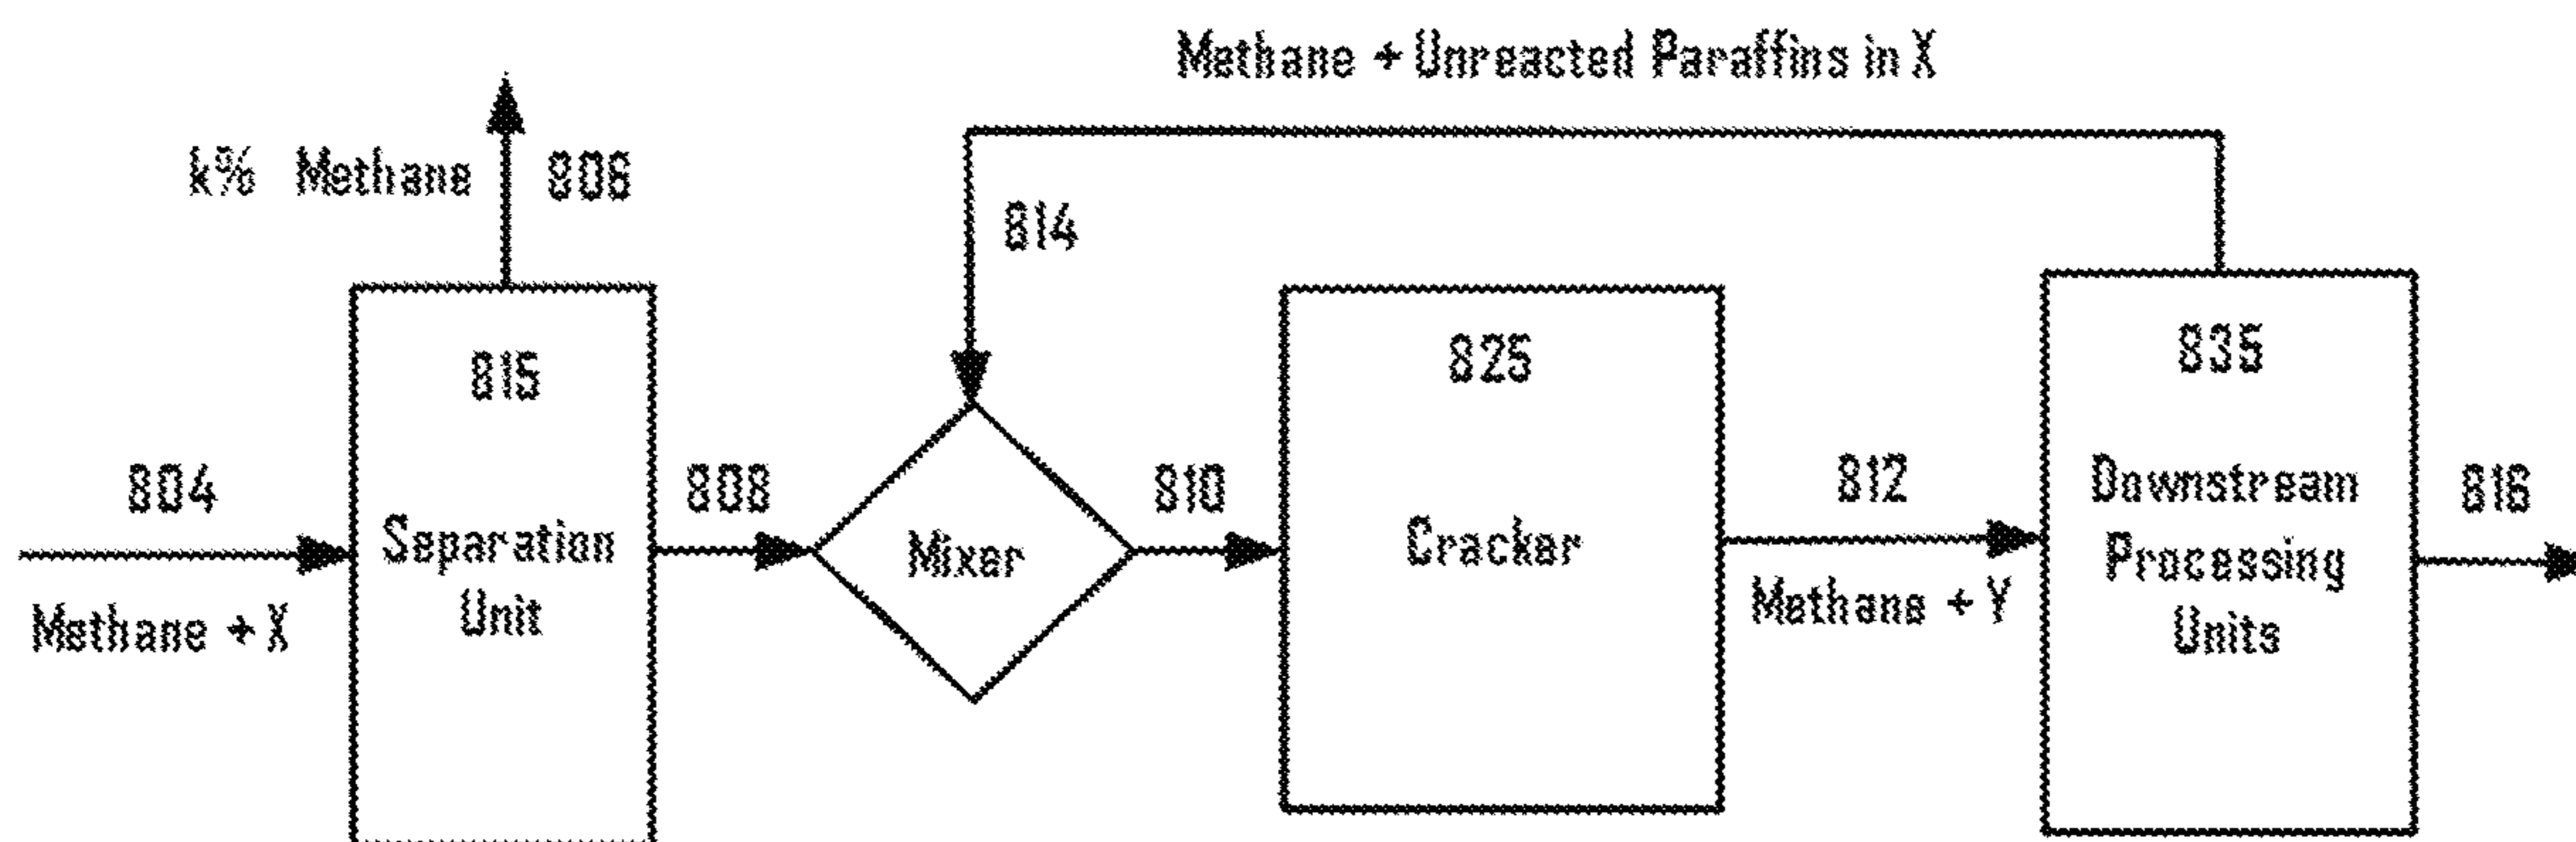 Methane + Unreacted Paraffins in X
k% Methane
806
814
815
825
835
804
808
810
812
816
Separation
Unit
Mixer
Cracker
Downstream
Processing
Units
Methane + X
Methane + Y